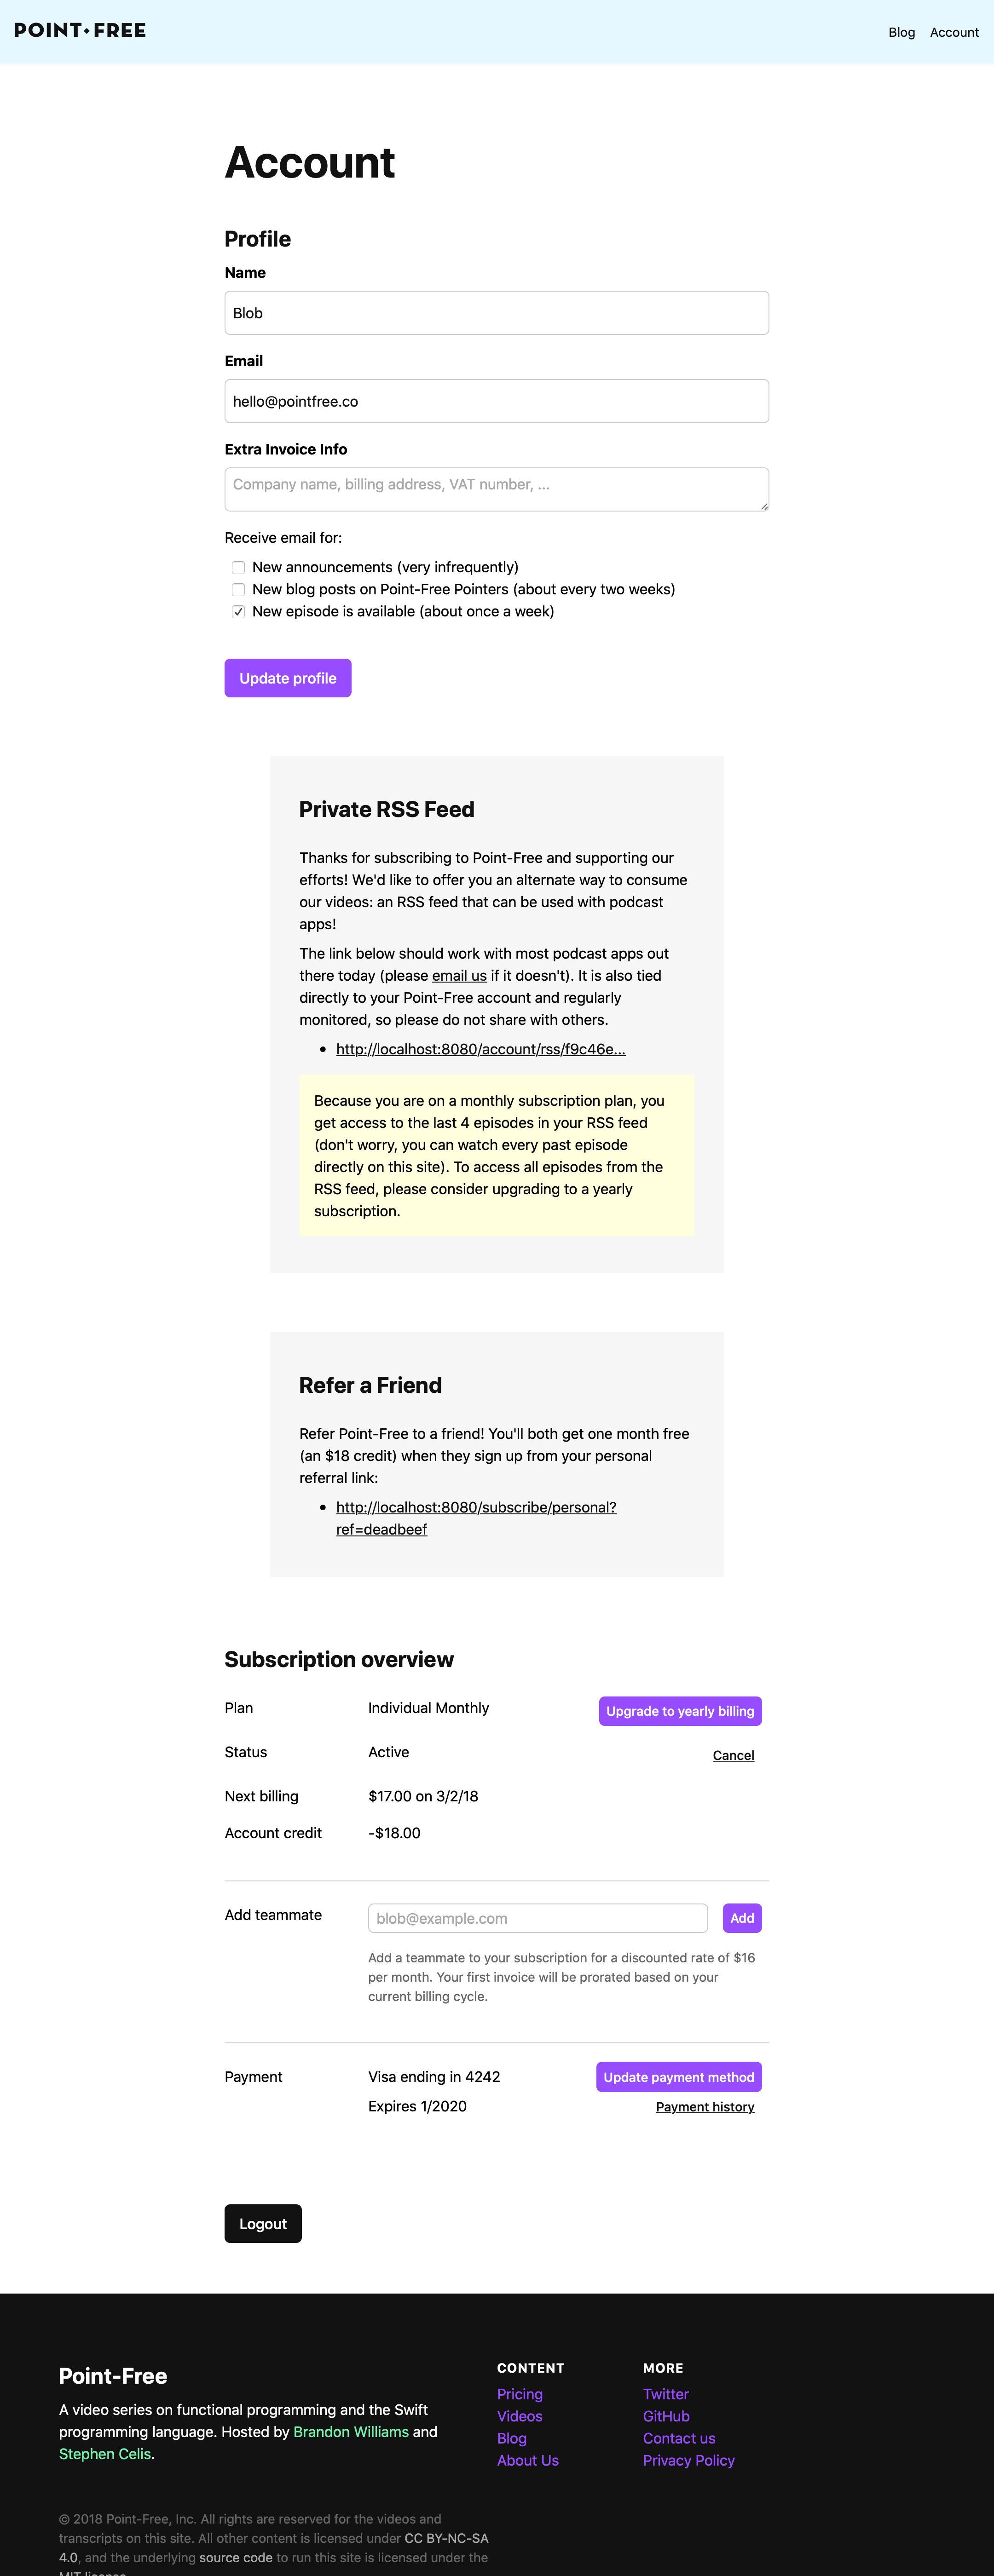 POINT•FREE
Blog Account
Account
Profile
Name
Blob
Email
hello@pointfree.co
Extra Invoice Info
Company name, billing address, VAT number, ...
Receive email for:
New announcements (very infrequently)
New blog posts on Point-Free Pointers (about every two weeks)
New episode is available (about once a week)
Update profile
Private RSS Feed
Thanks for subscribing to Point-Free and supporting our
efforts! We'd like to offer you an alternate way to consume
our videos: an RSS feed that can be used with podcast
apps!
The link below should work with most podcast apps out
there today (please email us if it doesn't). It is also tied
directly to your Point-Free account and regularly
monitored, so please do not share with others.
• http://localhost:8080/account/rss/f9c46e...
Because you are on a monthly subscription plan, you
get access to the last 4 episodes in your RSS feed
(don't worry, you can watch every past episode
directly on this site). To access all episodes from the
RSS feed, please consider upgrading to a yearly
subscription.
Refer a Friend
Refer Point-Free to a friend! You'll both get one month free
(an $18 credit) when they sign up from your personal
referral link:
• http://localhost:8080/subscribe/personal?
ref=deadbeef
Subscription overview
Plan Individual Monthly Upgrade to yearly billing
Status Active Cancel
Next billing $17.00 on 3/2/18
Account credit -$18.00
Add teammate blob@example.com Add
Add a teammate to your subscription for a discounted rate of $16
per month. Your first invoice will be prorated based on your
current billing cycle.
Payment Visa ending in 4242 Update payment method
Expires 1/2020 Payment history
Logout
Point-Free
A video series on functional programming and the Swift
programming language. Hosted by Brandon Williams and
Stephen Celis.
CONTENT
Pricing
Videos
Blog
About Us
MORE
Twitter
GitHub
Contact us
Privacy Policy
© 2018 Point-Free, Inc. All rights are reserved for the videos and
transcripts on this site. All other content is licensed under CC BY-NC-SA
4.0, and the underlying source code to run this site is licensed under the
MIT license.